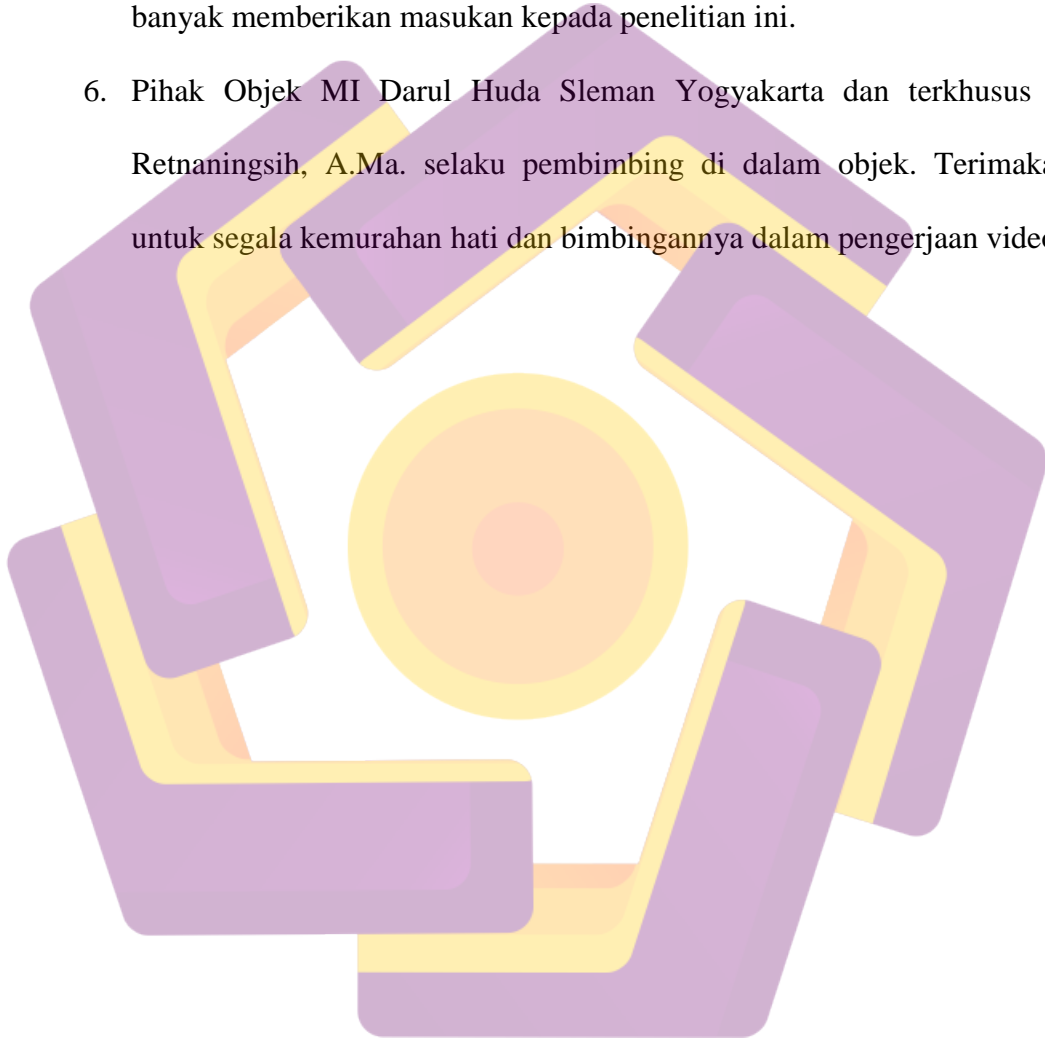 banyak memberikan masukan kepada penelitian ini.
6. Pihak Objek MI Darul Huda Sleman Yogyakarta dan terkhusus
Retnaningsih, A.Ma. selaku pembimbing di dalam objek. Terimaka
untuk segala kemurahan hati dan bimbingannya dalam pengerjaan video